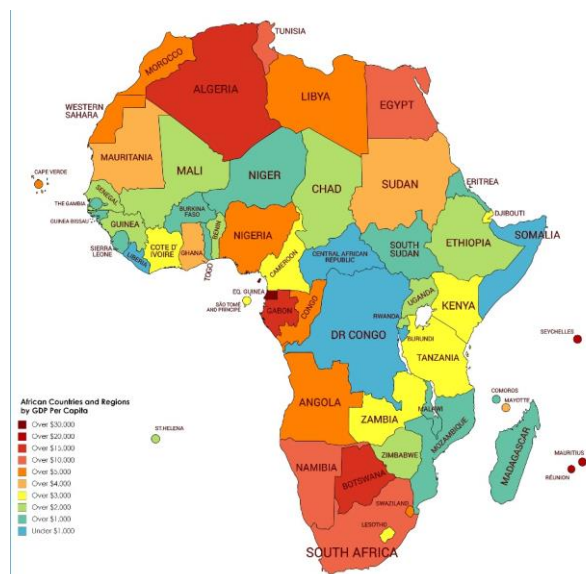 TUNISIA
MOROCCO
ALGERIA
LIBYA
EGYPT
WESTERN
SAHARA
MAURITANIA
MALI
NIGER
CHAD
SUDAN
ERITREA
CAPE VERDE
SENEGAL
THE GAMBIA
GUINEA BISSAU
GUINEA
BURKINA
FASO
BENIN
NIGERIA
DJIBOUTI
SOMALIA
SIERRA
LEONE
LIBERIA
COTE D'
IVOIRE
GHANA
TOGO
CAMEROON
CENTRAL AFRICAN
REPUBLIC
SOUTH
SUDAN
ETHIOPIA
EQ. GUINEA
SÃO TOMÉ
AND PRINCIPE
GABON
CONGO
DR CONGO
UGANDA
KENYA
RWANDA
BURUNDI
TANZANIA
SEYCHELLES
COMOROS
MAYOTTE
ANGOLA
ZAMBIA
MALAWI
MOZAMBIQUE
MADAGASCAR
ST.HELENA
ZIMBABWE
NAMIBIA
BOTSWANA
MAURITIUS
RÉUNION
SWAZILAND
LESOTHO
SOUTH AFRICA
African Countries and Regions
by GDP Per Capita
Over $30,000
Over $20,000
Over $15,000
Over $10,000
Over $5,000
Over $4,000
Over $3,000
Over $2,000
Over $1,000
Under $1,000